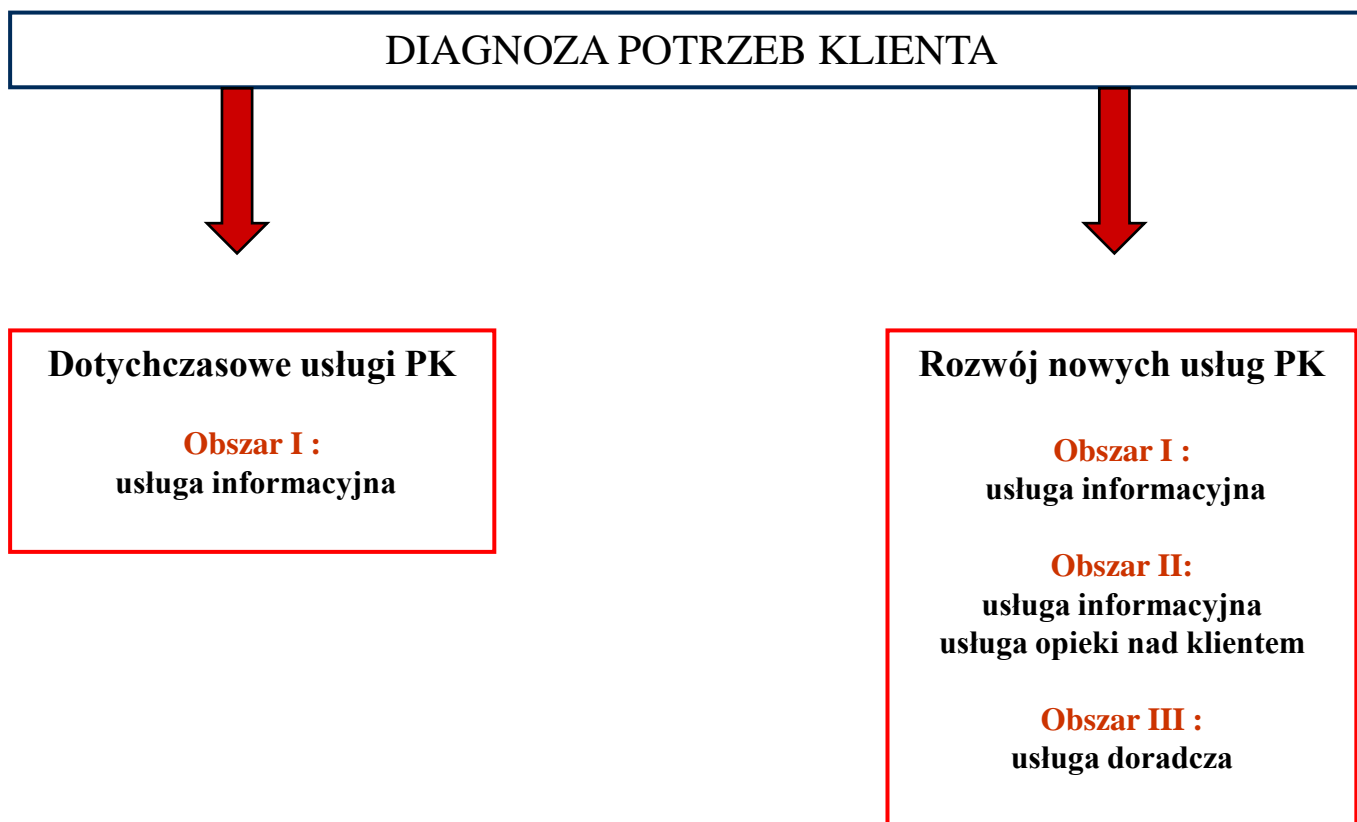 DIAGNOZA POTRZEB KLIENTA
Dotychczasowe usługi PK
Obszar I :
usługa informacyjna
Rozwój nowych usług PK
Obszar I :
usługa informacyjna
Obszar II:
usługa informacyjna
usługa opieki nad klientem
Obszar III :
usługa doradcza